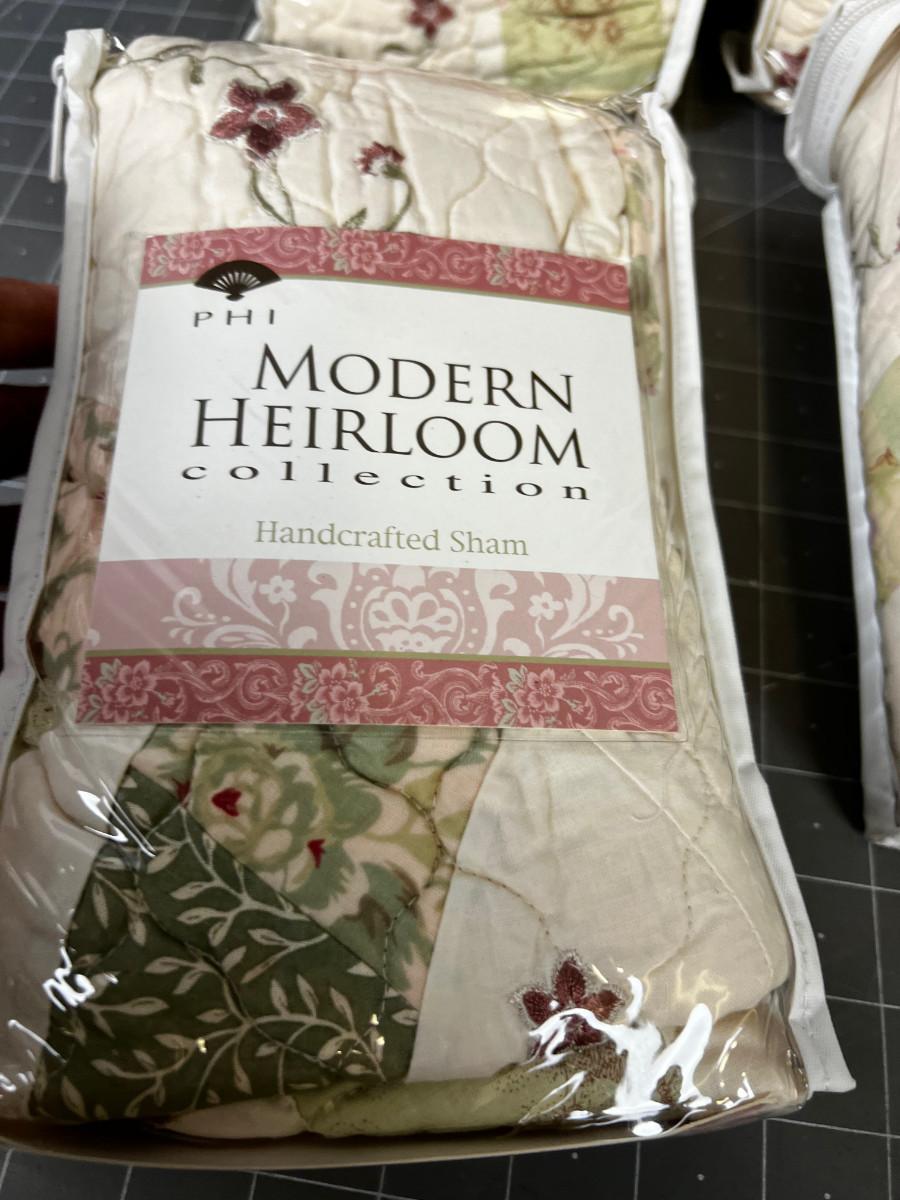 PHI
MODERN
HEIRLOOM
collection
Handcrafted Sham